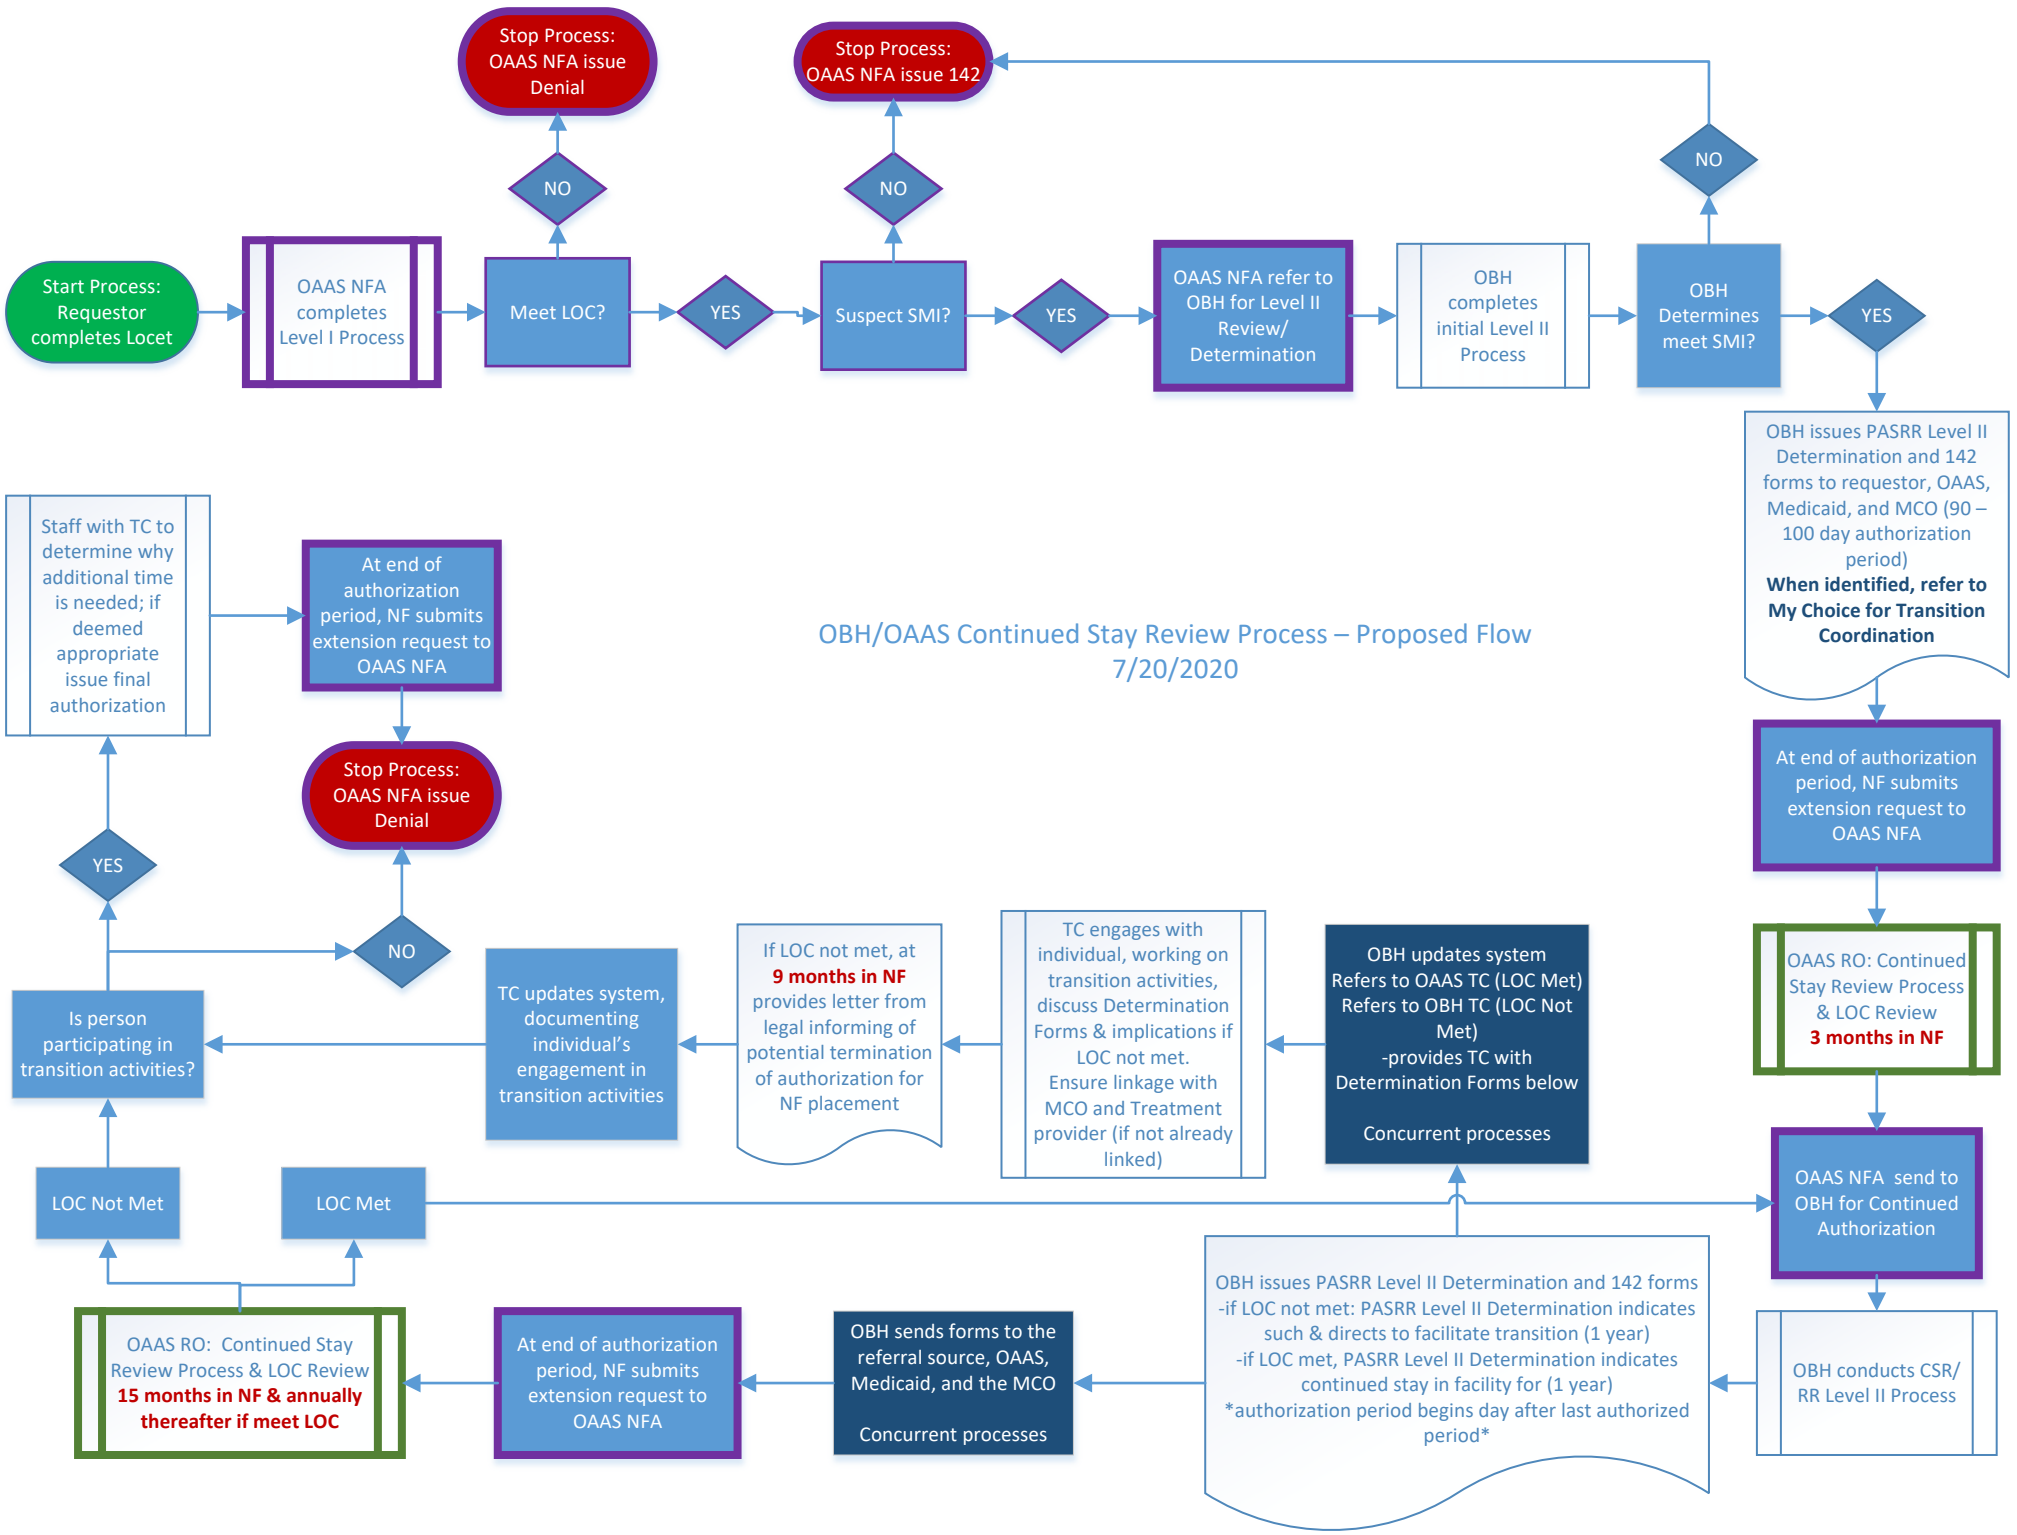 Stop Process:
OAAS NFA issue
Denial
Stop Process:
OAAS NFA issue 142
NO
NO
NO
Start Process:
Requestor
completes Locet
OAAS NFA
completes
Level I Process
Meet LOC?
YES
Suspect SMI?
YES
OAAS NFA refer to
OBH for Level II
Review/
Determination
OBH
completes
initial Level II
Process
OBH
Determines
meet SMI?
YES
OBH issues PASRR Level II
Determination and 142
forms to requestor, OAAS,
Medicaid, and MCO (90 –
100 day authorization
period)
When identified, refer to
My Choice for Transition
Coordination
Staff with TC to
determine why
additional time
is needed; if
deemed
appropriate
issue final
authorization
At end of
authorization
period, NF submits
extension request to
OAAS NFA
OBH/OAAS Continued Stay Review Process – Proposed Flow
7/20/2020
Stop Process:
OAAS NFA issue
Denial
At end of authorization
period, NF submits
extension request to
OAAS NFA
YES
NO
Is person
participating in
transition activities?
TC updates system,
documenting
individual's
engagement in
transition activities
If LOC not met, at
9 months in NF
provides letter from
legal informing of
potential termination
of authorization for
NF placement
TC engages with
individual, working on
transition activities,
discuss Determination
Forms & implications if
LOC not met.
Ensure linkage with
MCO and Treatment
provider (if not already
linked)
OBH updates system
Refers to OAAS TC (LOC Met)
Refers to OBH TC (LOC Not
Met)
-provides TC with
Determination Forms below
Concurrent processes
OAAS RO: Continued
Stay Review Process
& LOC Review
3 months in NF
LOC Not Met
LOC Met
OAAS NFA send to
OBH for Continued
Authorization
OAAS RO: Continued Stay
Review Process & LOC Review
15 months in NF & annually
thereafter if meet LOC
At end of authorization
period, NF submits
extension request to
OAAS NFA
OBH sends forms to the
referral source, OAAS,
Medicaid, and the MCO
Concurrent processes
OBH issues PASRR Level II Determination and 142 forms
-if LOC not met: PASRR Level II Determination indicates
such & directs to facilitate transition (1 year)
-if LOC met, PASRR Level II Determination indicates
continued stay in facility for (1 year)
*authorization period begins day after last authorized
period*
OBH conducts CSR/
RR Level II Process